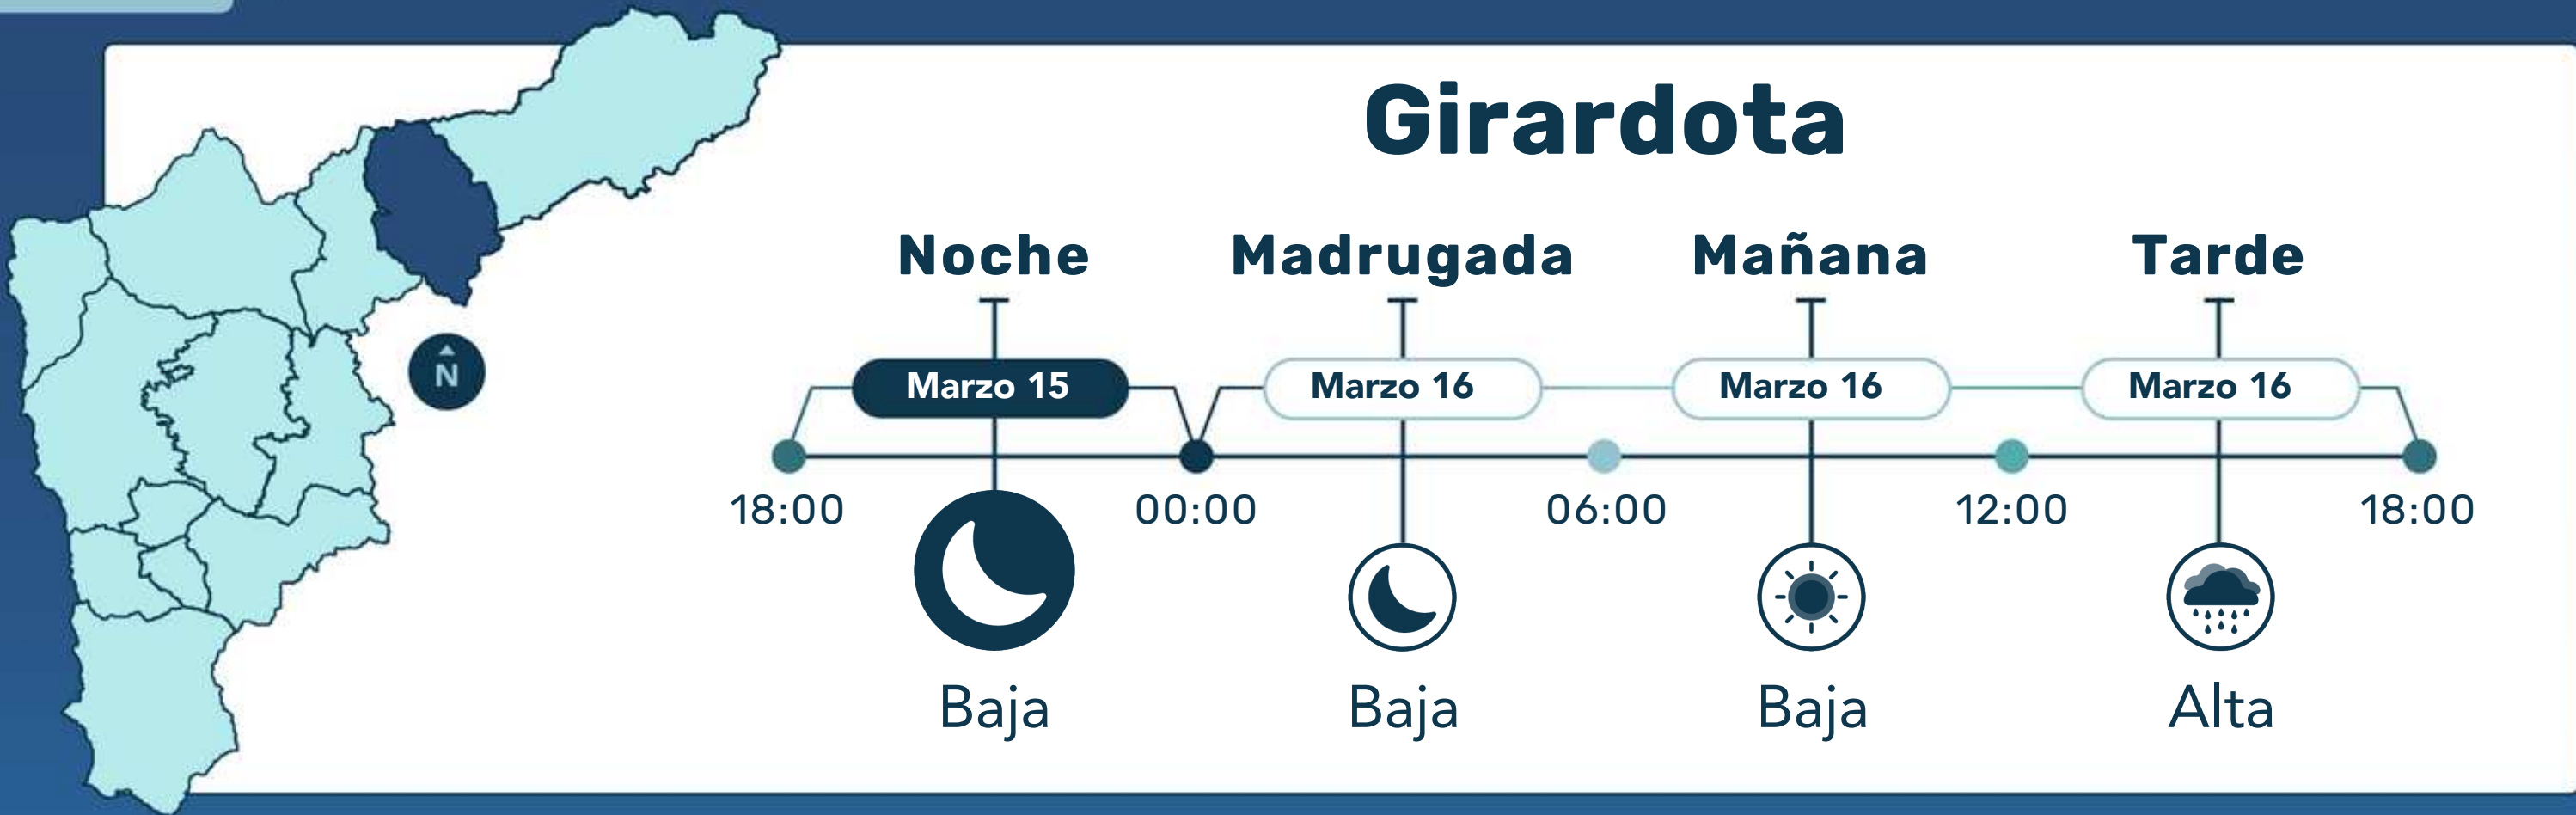 Girardota
Noche Madrugada Mañana Tarde
Marzo 15 Marzo 16 Marzo 16 Marzo 16
N
18:00 00:00 06:00 12:00 18:00
Baja Baja Baja Alta